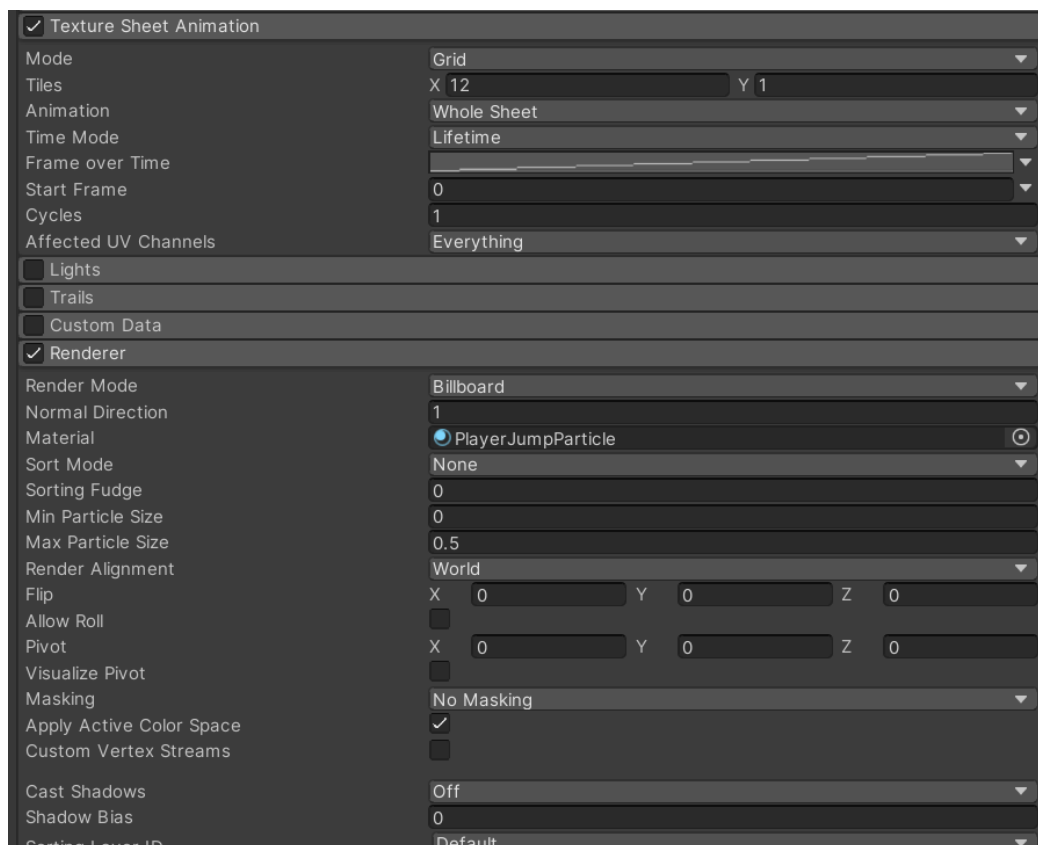 Texture Sheet Animation
Mode Grid
Tiles X 12 Y 1
Animation Whole Sheet
Time Mode Lifetime
Frame over Time
Start Frame 0
Cycles 1
Affected UV Channels Everything
Lights
Trails
Custom Data
Renderer
Render Mode Billboard
Normal Direction 1
Material PlayerJumpParticle
Sort Mode None
Sorting Fudge 0
Min Particle Size 0
Max Particle Size 0.5
Render Alignment World
Flip X 0 Y 0 Z 0
Allow Roll
Pivot X 0 Y 0 Z 0
Visualize Pivot
Masking No Masking
Apply Active Color Space
Custom Vertex Streams
Cast Shadows Off
Shadow Bias 0
Sorting Layer ID Default